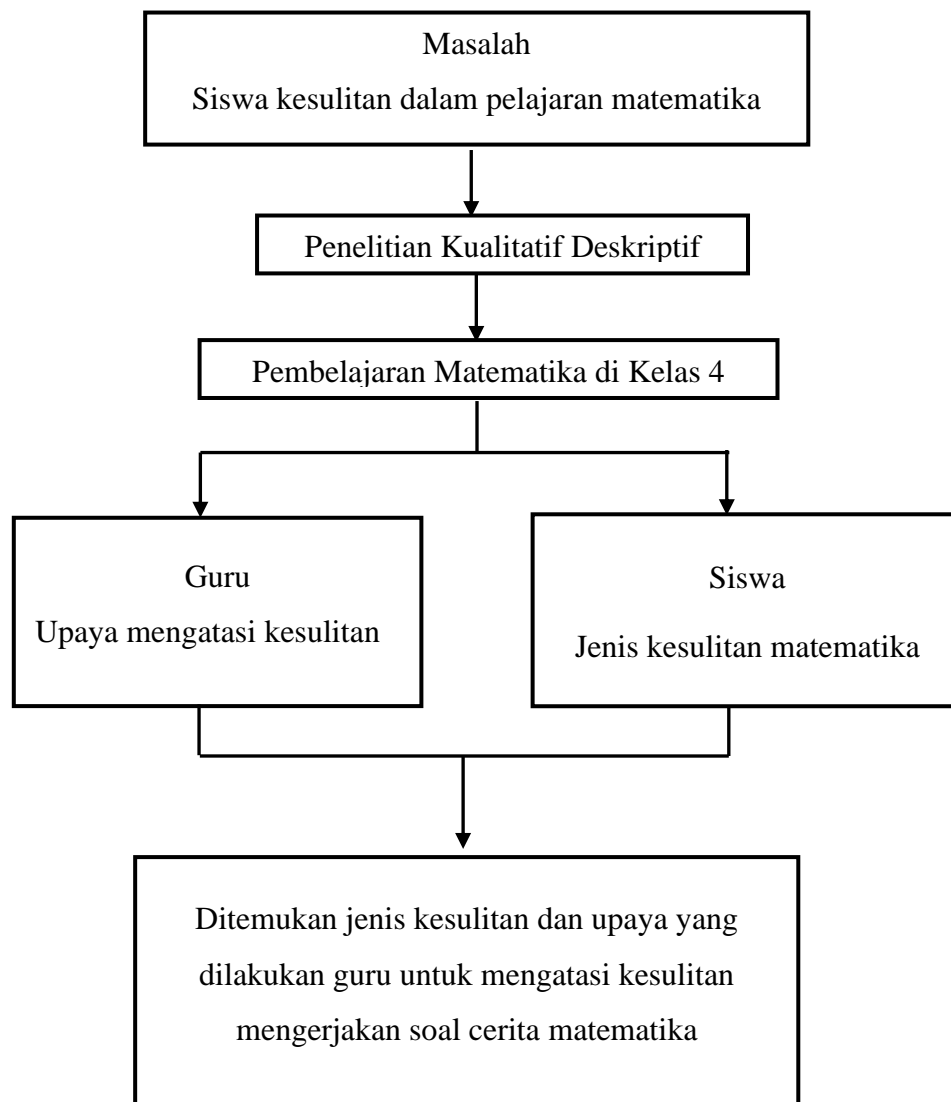 Masalah
Siswa kesulitan dalam pelajaran matematika
Penelitian Kualitatif Deskriptif
Pembelajaran Matematika di Kelas 4
Guru
Upaya mengatasi kesulitan
Siswa
Jenis kesulitan matematika
Ditemukan jenis kesulitan dan upaya yang
dilakukan guru untuk mengatasi kesulitan
mengerjakan soal cerita matematika